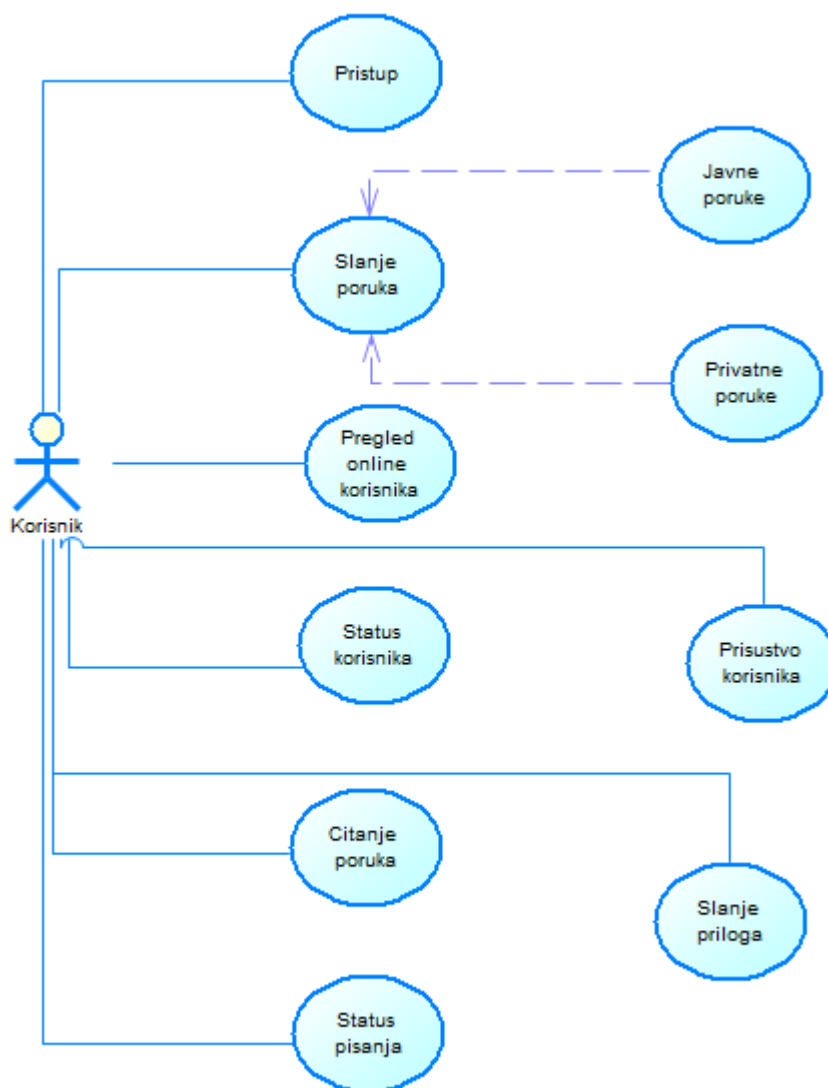 Pristup
Javne
poruke
Slanje
poruka
Privatne
poruke
Pregled
online
korisnika
Korisnik
Status
korisnika
Prisustvo
korisnika
Citanje
poruka
Slanje
priloga
Status
pisanja